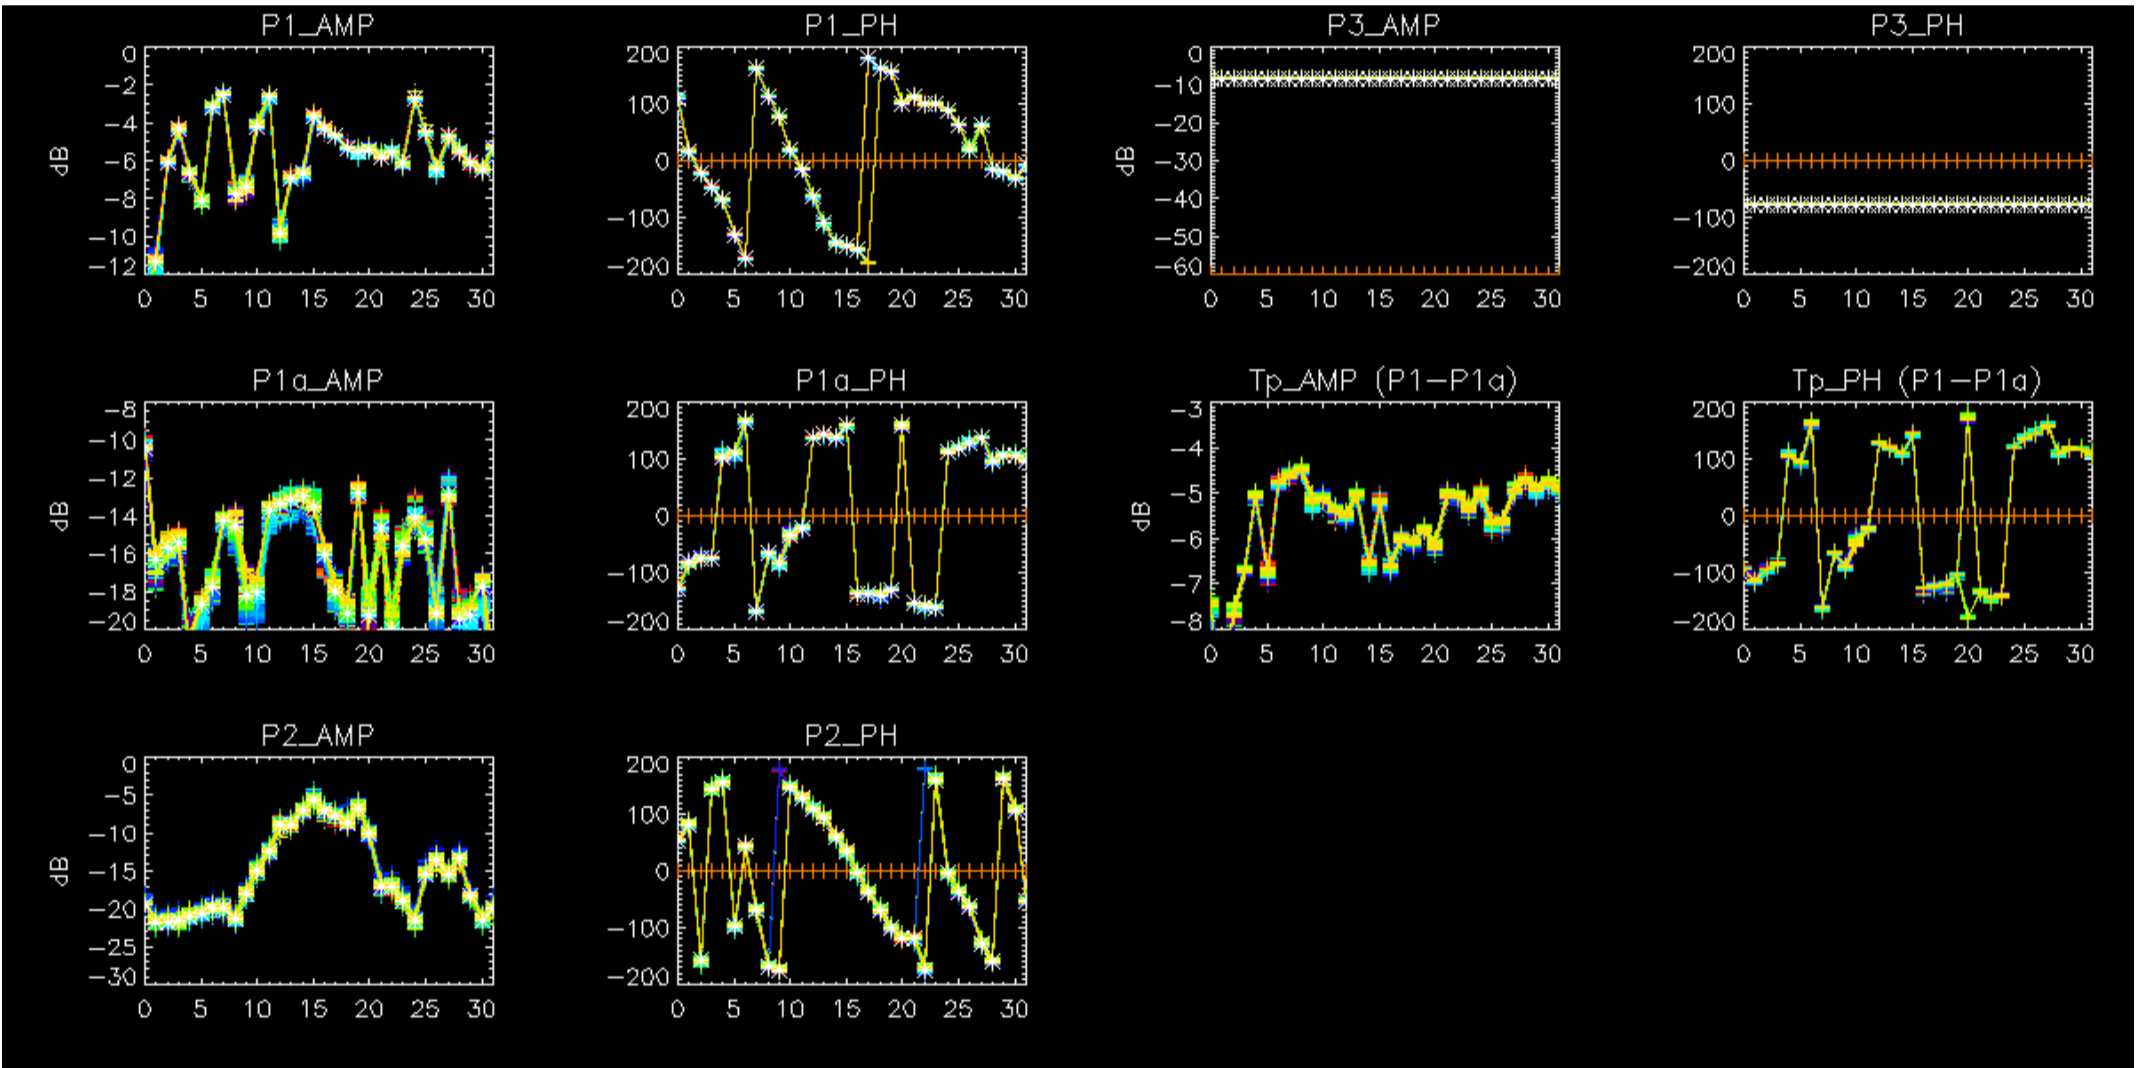 P1_AMP
P1_PH
P3_AMP
P3_PH
0
-2
-4
-6
-8
-10
-12
dB
0 5 10 15 20 25 30
200
100
0
-100
-200
0 5 10 15 20 25 30
0
-10
-20
-30
-40
-50
-60
dB
0 5 10 15 20 25 30
200
100
0
-100
-200
0 5 10 15 20 25 30
P1a_AMP
P1a_PH
Tp_AMP (P1-P1a)
Tp_PH (P1-P1a)
-8
-10
-12
-14
-16
-18
-20
dB
0 5 10 15 20 25 30
200
100
0
-100
-200
0 5 10 15 20 25 30
-3
-4
-5
-6
-7
-8
dB
0 5 10 15 20 25 30
200
100
0
-100
-200
0 5 10 15 20 25 30
P2_AMP
P2_PH
0
-5
-10
-15
-20
-25
-30
dB
0 5 10 15 20 25 30
200
100
0
-100
-200
0 5 10 15 20 25 30